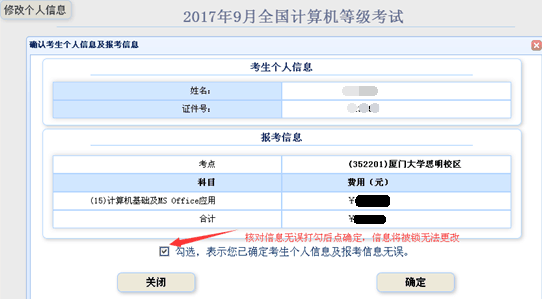 修改个人信息
2017年9月全国计算机等级考试
确认考生个人信息及报考信息
考生个人信息
姓名：
证件号：
报考信息
考点 (352201)厦门大学思明校区
科目 费用（元）
(15)计算机基础及MS Office应用 ￥
合计 ￥
核对信息无误打勾后点确定，信息将被锁无法更改
勾选，表示您已确定考生个人信息及报考信息无误。
关闭 确定